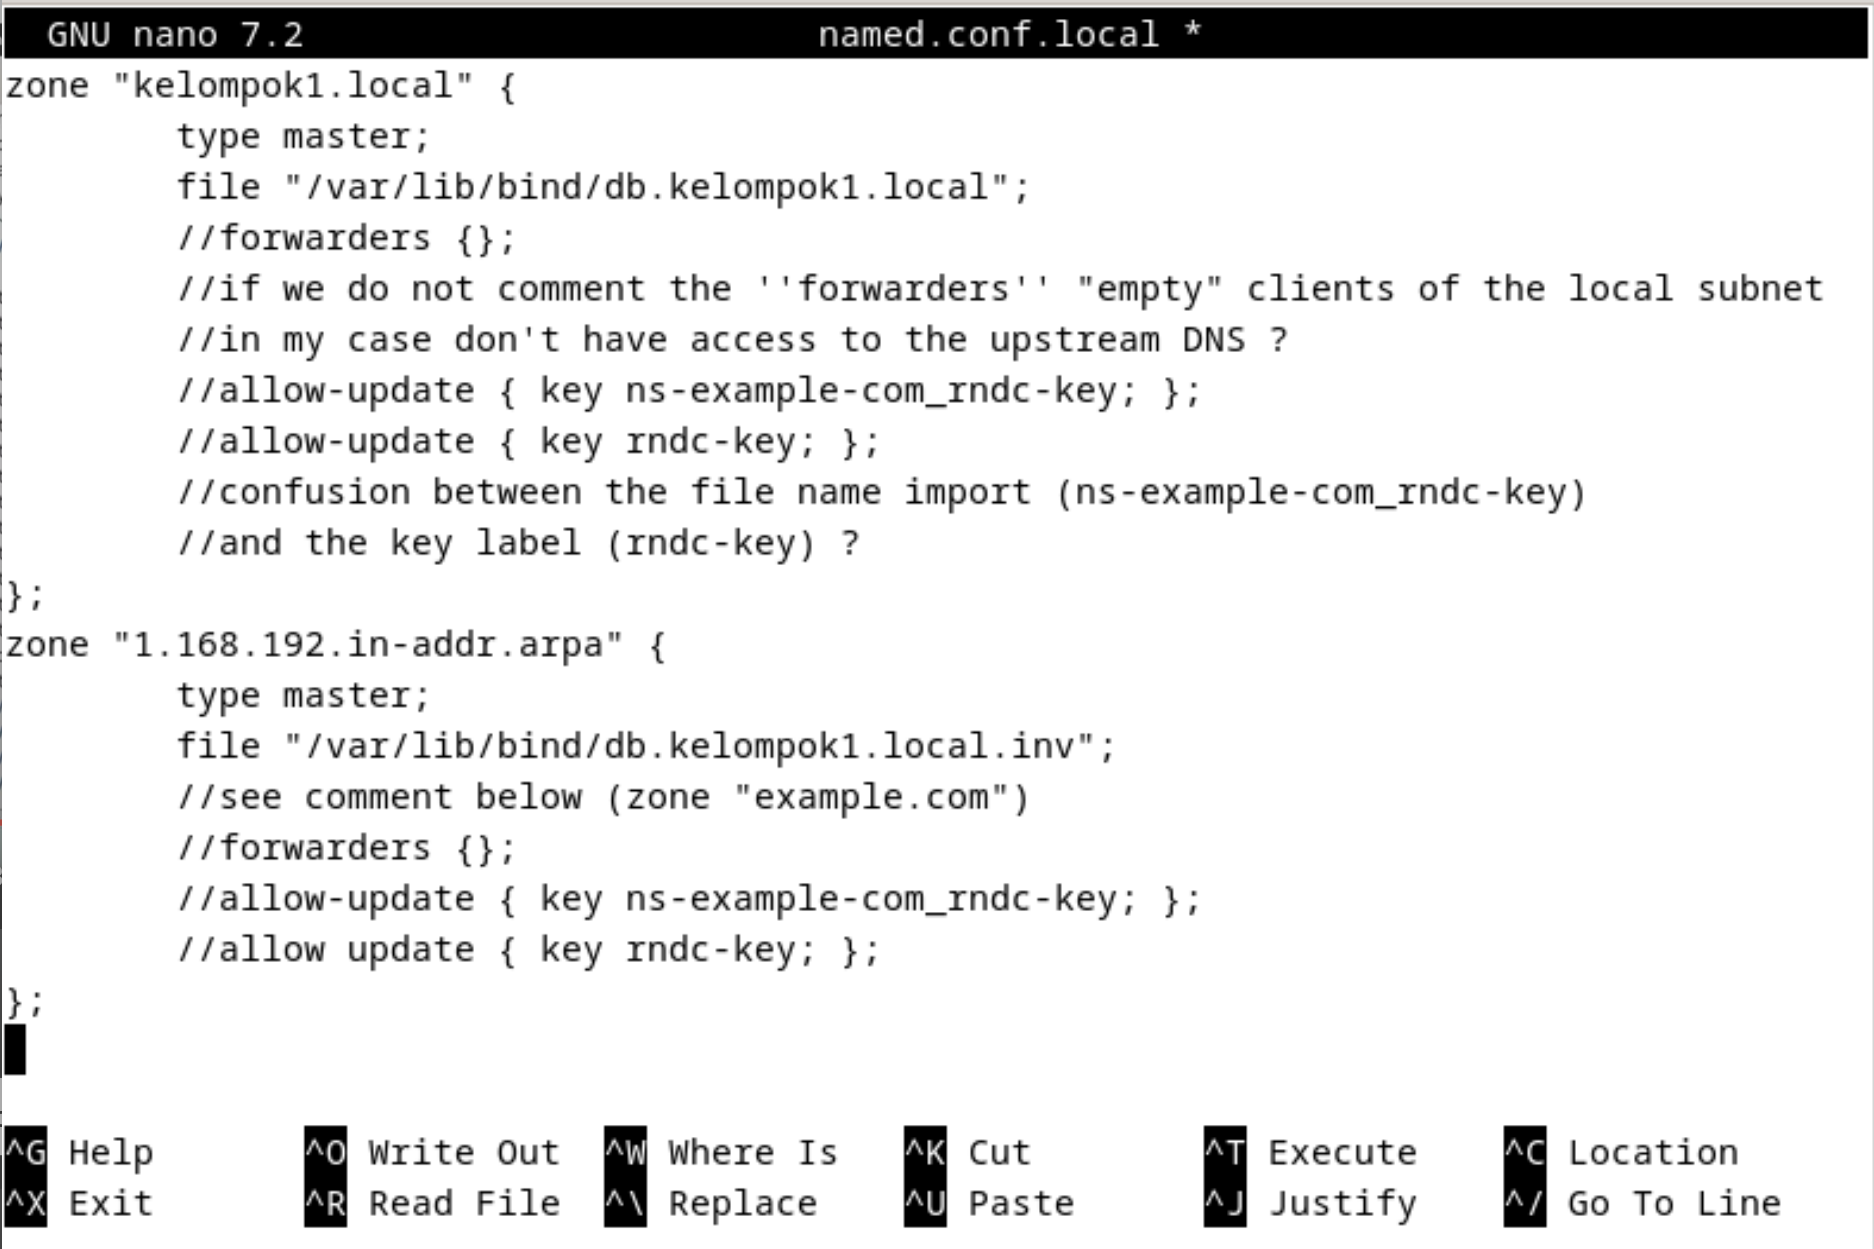 GNU nano 7.2 named.conf.local *
zone "kelompok1.local" {
type master;
file "/var/lib/bind/db.kelompok1.local";
//forwarders {};
//if we do not comment the ''forwarders'' "empty" clients of the local subnet
//in my case don't have access to the upstream DNS ?
//allow-update { key ns-example-com_rndc-key; };
//allow-update { key rndc-key; };
//confusion between the file name import (ns-example-com_rndc-key)
//and the key label (rndc-key) ?
};
zone "1.168.192.in-addr.arpa" {
type master;
file "/var/lib/bind/db.kelompok1.local.inv";
//see comment below (zone "example.com")
//forwarders {};
//allow-update { key ns-example-com_rndc-key; };
//allow update { key rndc-key; };
};
^G Help ^O Write Out ^W Where Is ^K Cut ^T Execute ^C Location
^X Exit ^R Read File ^\ Replace ^U Paste ^J Justify ^/ Go To Line